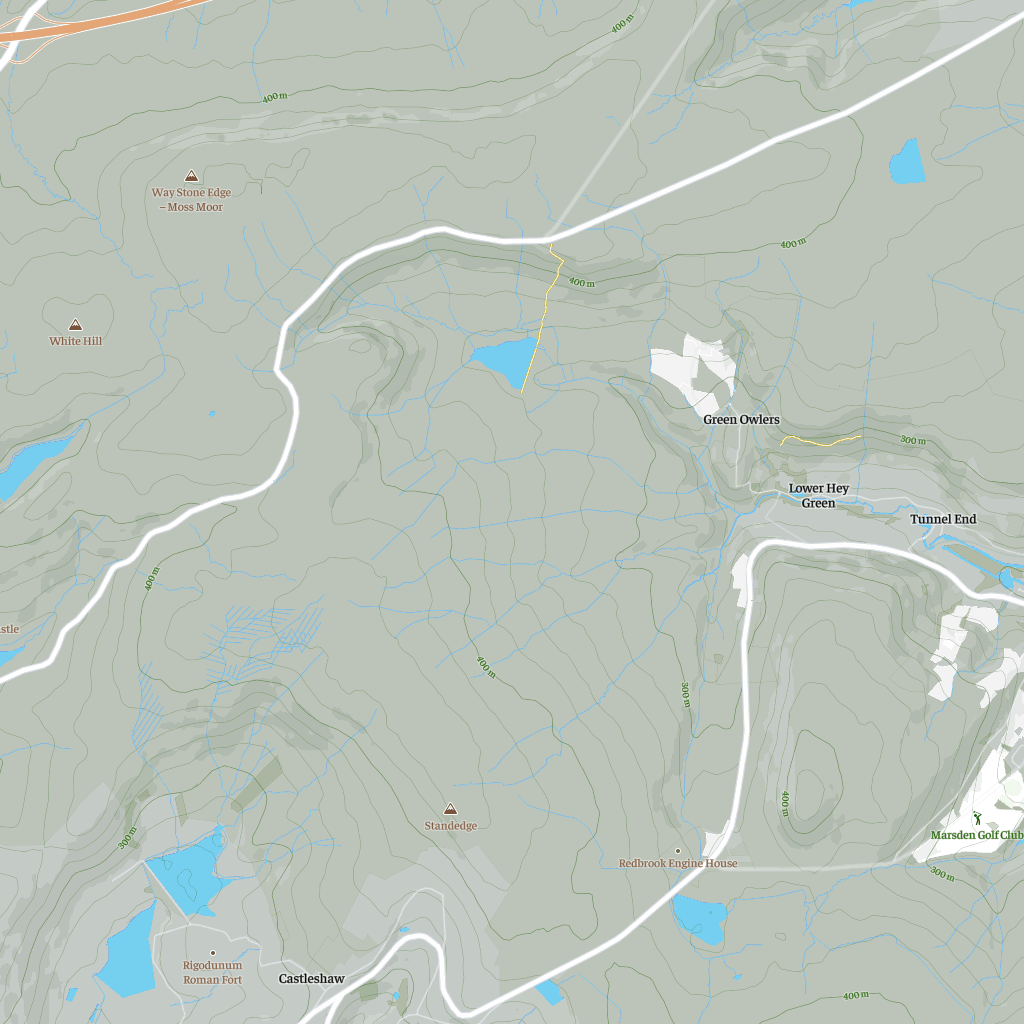 400 m
400 m
Way Stone Edge
– Moss Moor
400 m
400 m
White Hill
Green Owlers
300 m
Lower Hey
Green
Tunnel End
400 m
stle
400 m
300 m
400 m
Standedge
300 m
Marsden Golf Club
Redbrook Engine House
300 m
Rigodunum
Roman Fort
Castleshaw
400 m